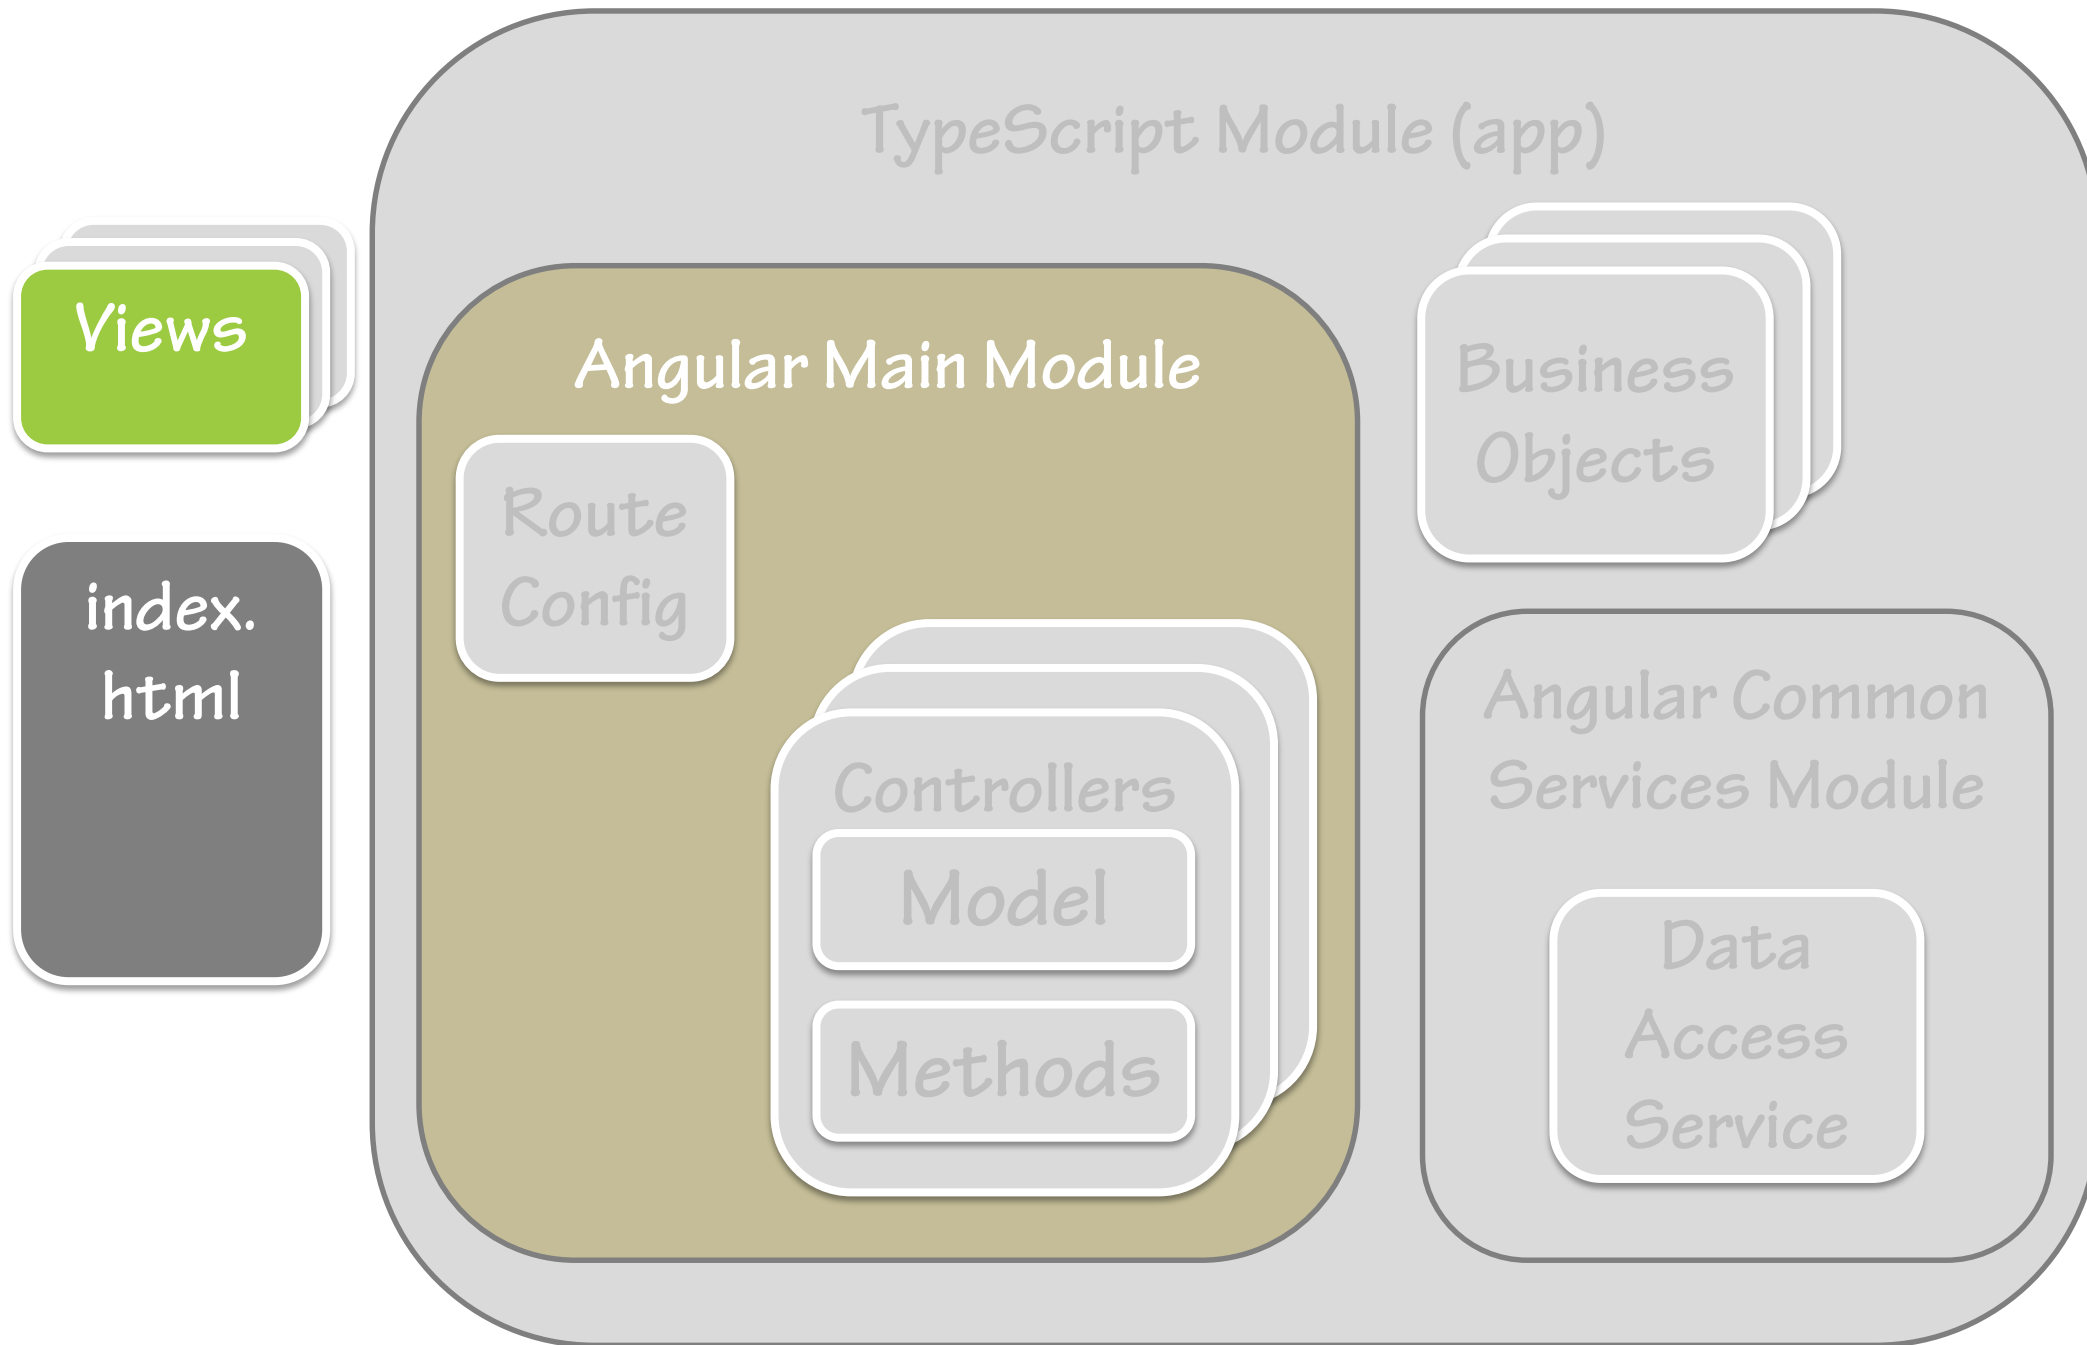 TypeScript Module (app)
Views
index.
html
Angular Main Module
Route
Config
Controllers
Model
Methods
Business
Objects
Angular Common
Services Module
Data
Access
Service